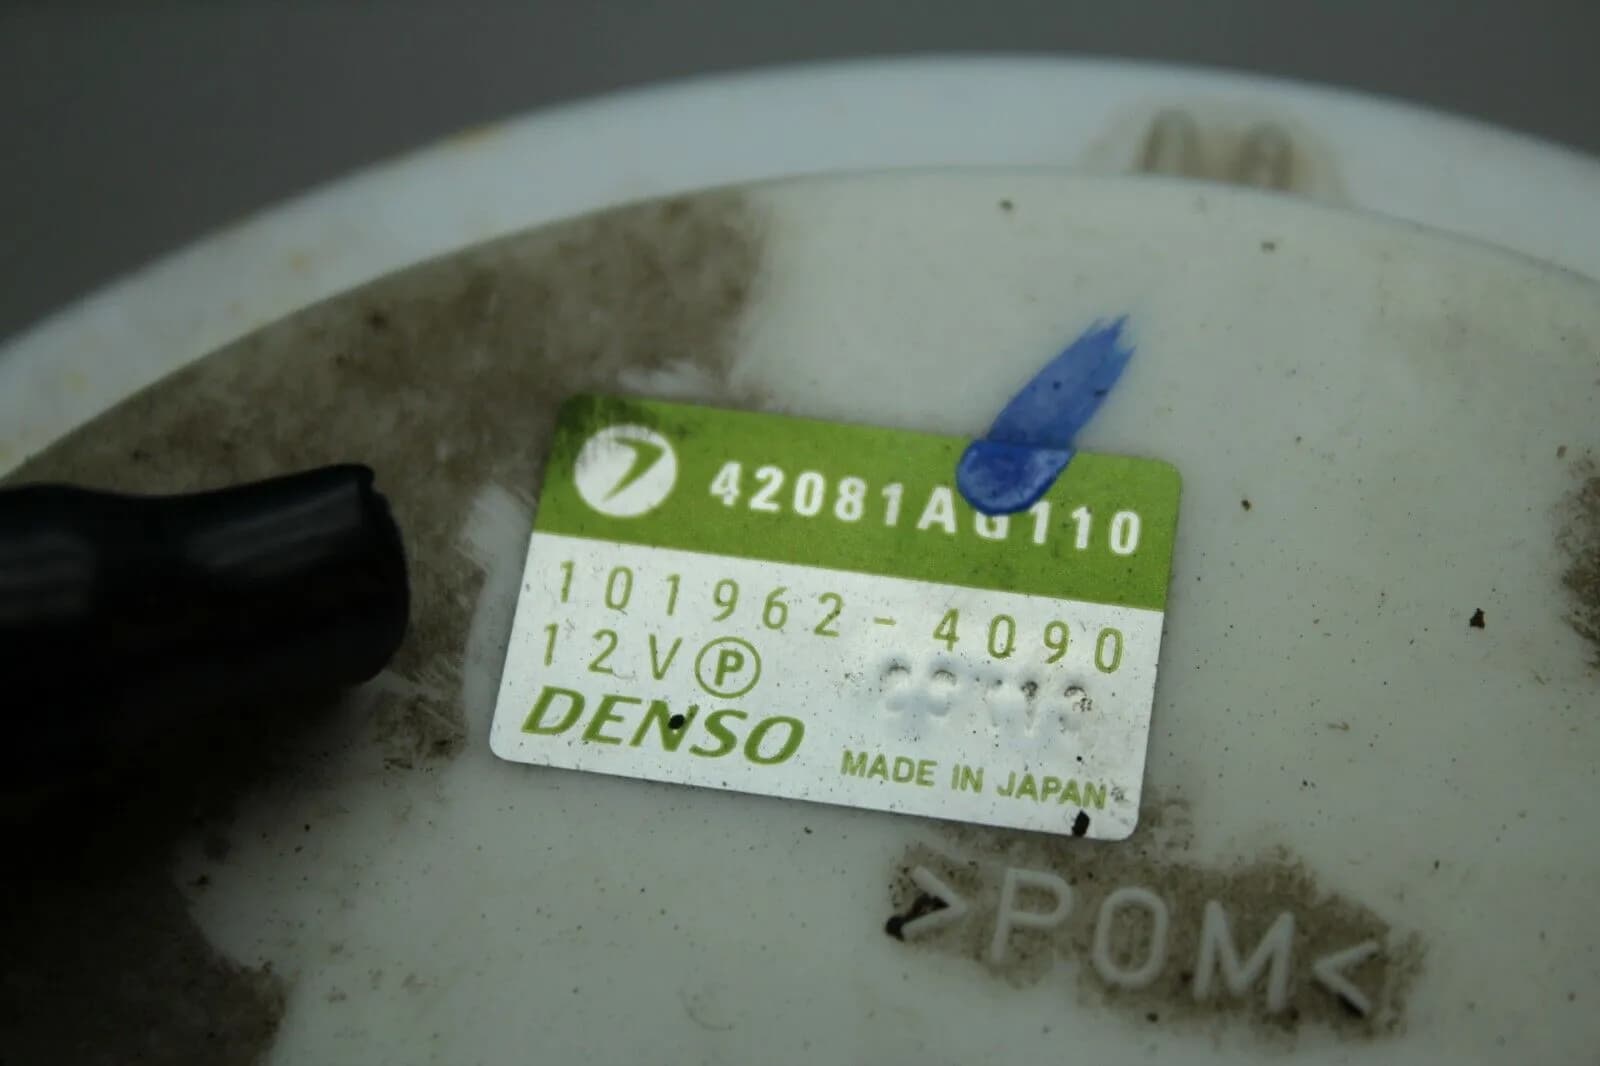 42081AG110
101962-4090
12V Ⓟ
DENSO
MADE IN JAPAN
>POM<